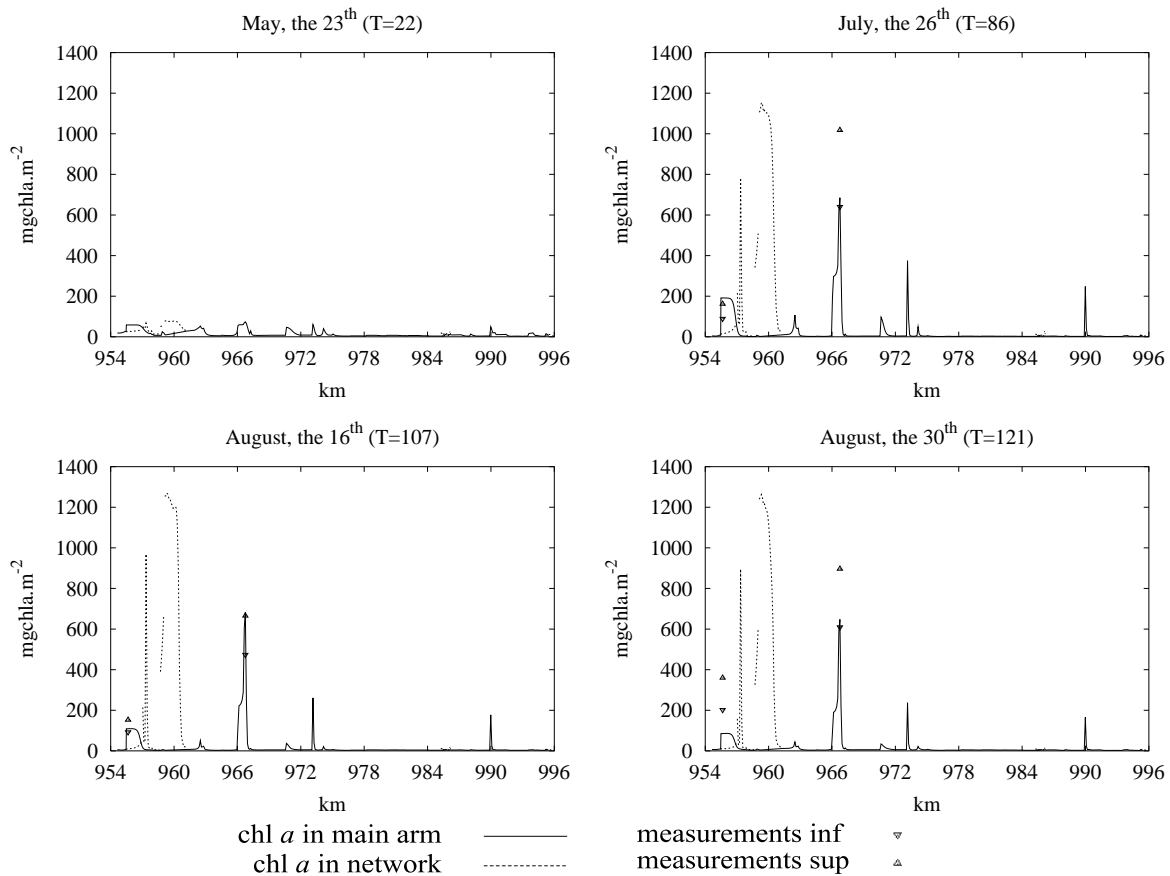 May, the 23th (T=22)
1400
1200
1000
800
600
400
200
0
mgchla.m-2
954 960 966 972 978 984 990 996
km
July, the 26th (T=86)
1400
1200
1000
800
600
400
200
0
mgchla.m-2
954 960 966 972 978 984 990 996
km
August, the 16th (T=107)
1400
1200
1000
800
600
400
200
0
mgchla.m-2
954 960 966 972 978 984 990 996
km
August, the 30th (T=121)
1400
1200
1000
800
600
400
200
0
mgchla.m-2
954 960 966 972 978 984 990 996
km
chl a in main arm
chl a in network
measurements inf
measurements sup